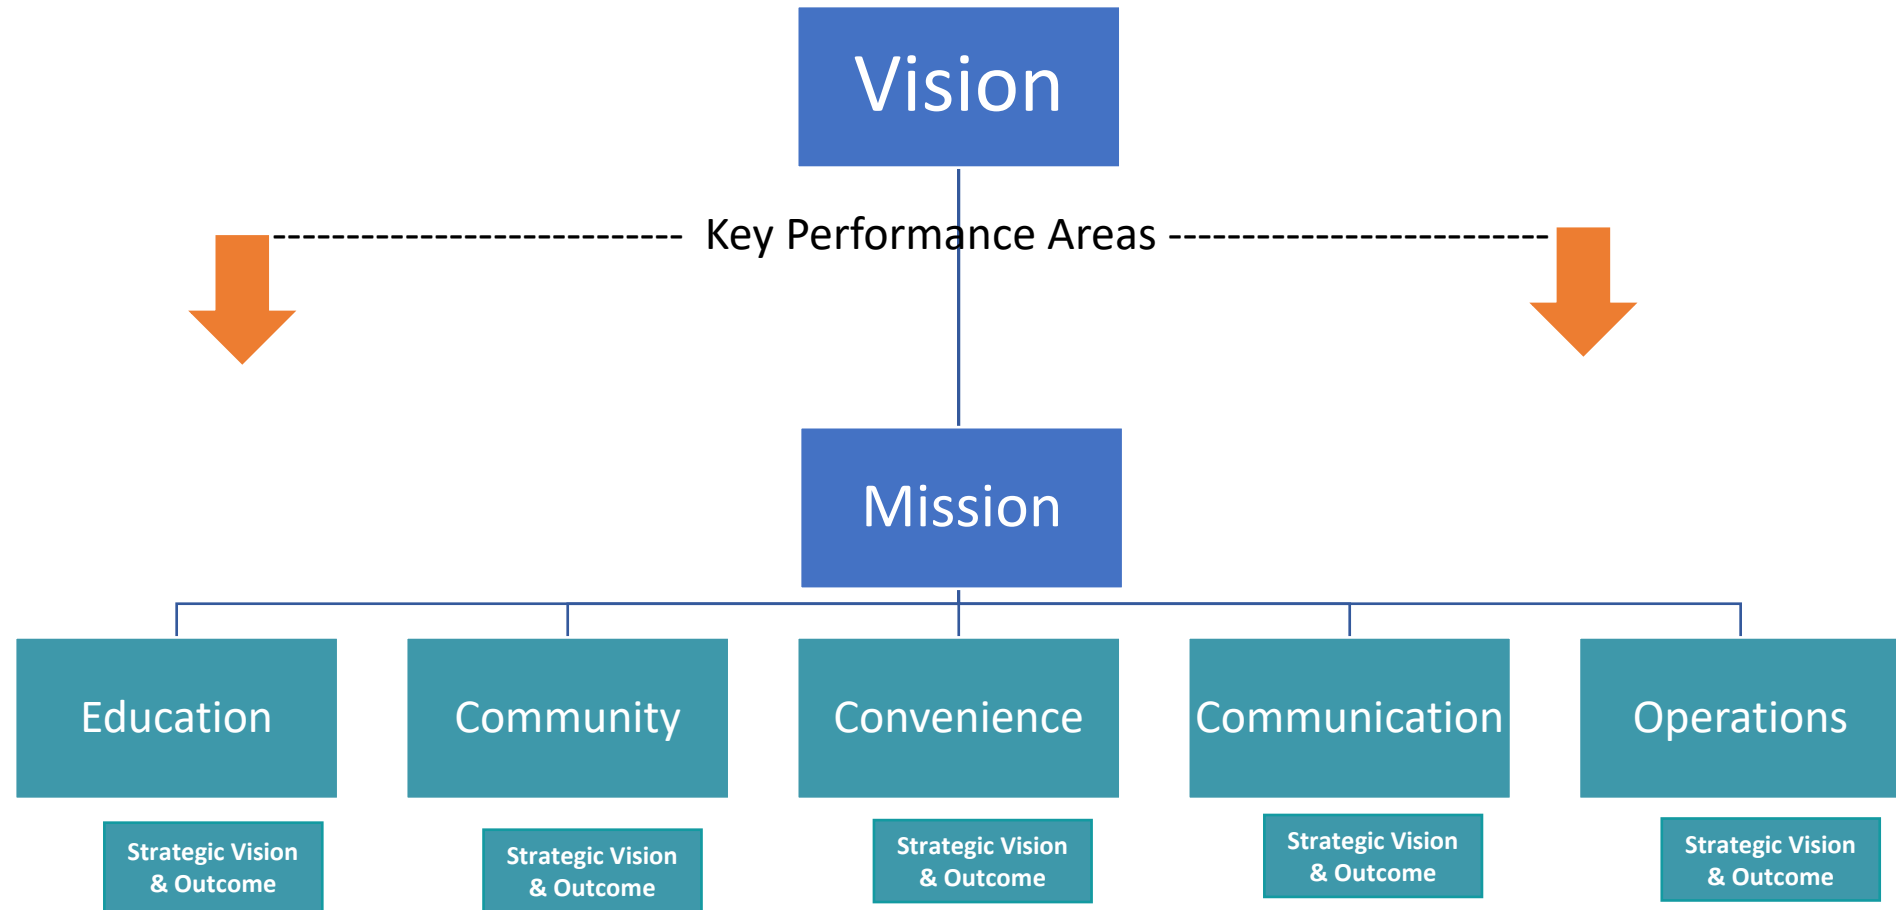 Vision
Key Performance Areas
Mission
Education
Community
Convenience
Communication
Operations
Strategic Vision
& Outcome
Strategic Vision
& Outcome
Strategic Vision
& Outcome
Strategic Vision
& Outcome
Strategic Vision
& Outcome